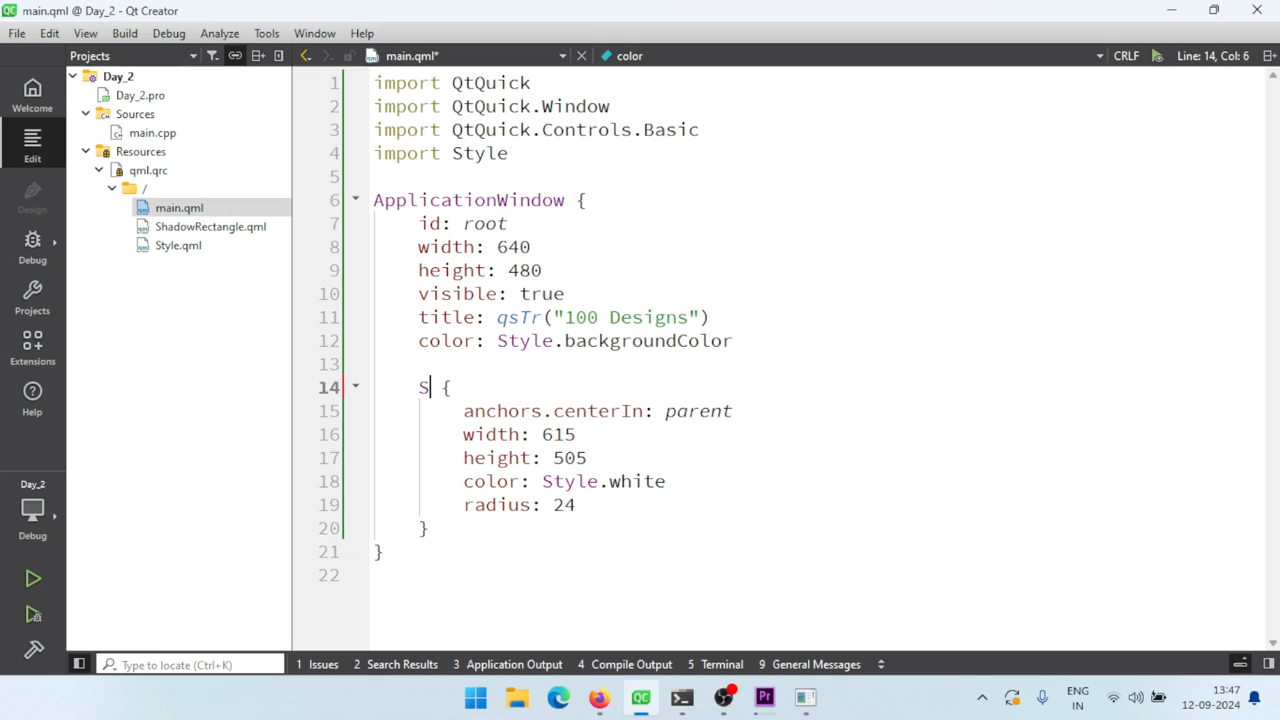 main.qml @ Day_2 - Qt Creator
File Edit View Build Debug Analyze Tools Window Help
Projects
main.qml*
color
CRLF
Line: 14, Col: 6
Welcome
Edit
Design
Debug
Projects
Extensions
Help
Day_2
Debug
Day_2
Day_2.pro
Sources
main.cpp
Resources
qml.qrc
/
main.qml
ShadowRectangle.qml
Style.qml
1 import QtQuick
2 import QtQuick.Window
3 import QtQuick.Controls.Basic
4 import Style
5
6 ApplicationWindow {
7 id: root
8 width: 640
9 height: 480
10 visible: true
11 title: qsTr("100 Designs")
12 color: Style.backgroundColor
13
14 S {
15 anchors.centerIn: parent
16 width: 615
17 height: 505
18 color: Style.white
19 radius: 24
20 }
21 }
22
Type to locate (Ctrl+K)
1 Issues 2 Search Results 3 Application Output 4 Compile Output 5 Terminal 9 General Messages
ENG
IN
13:47
12-09-2024